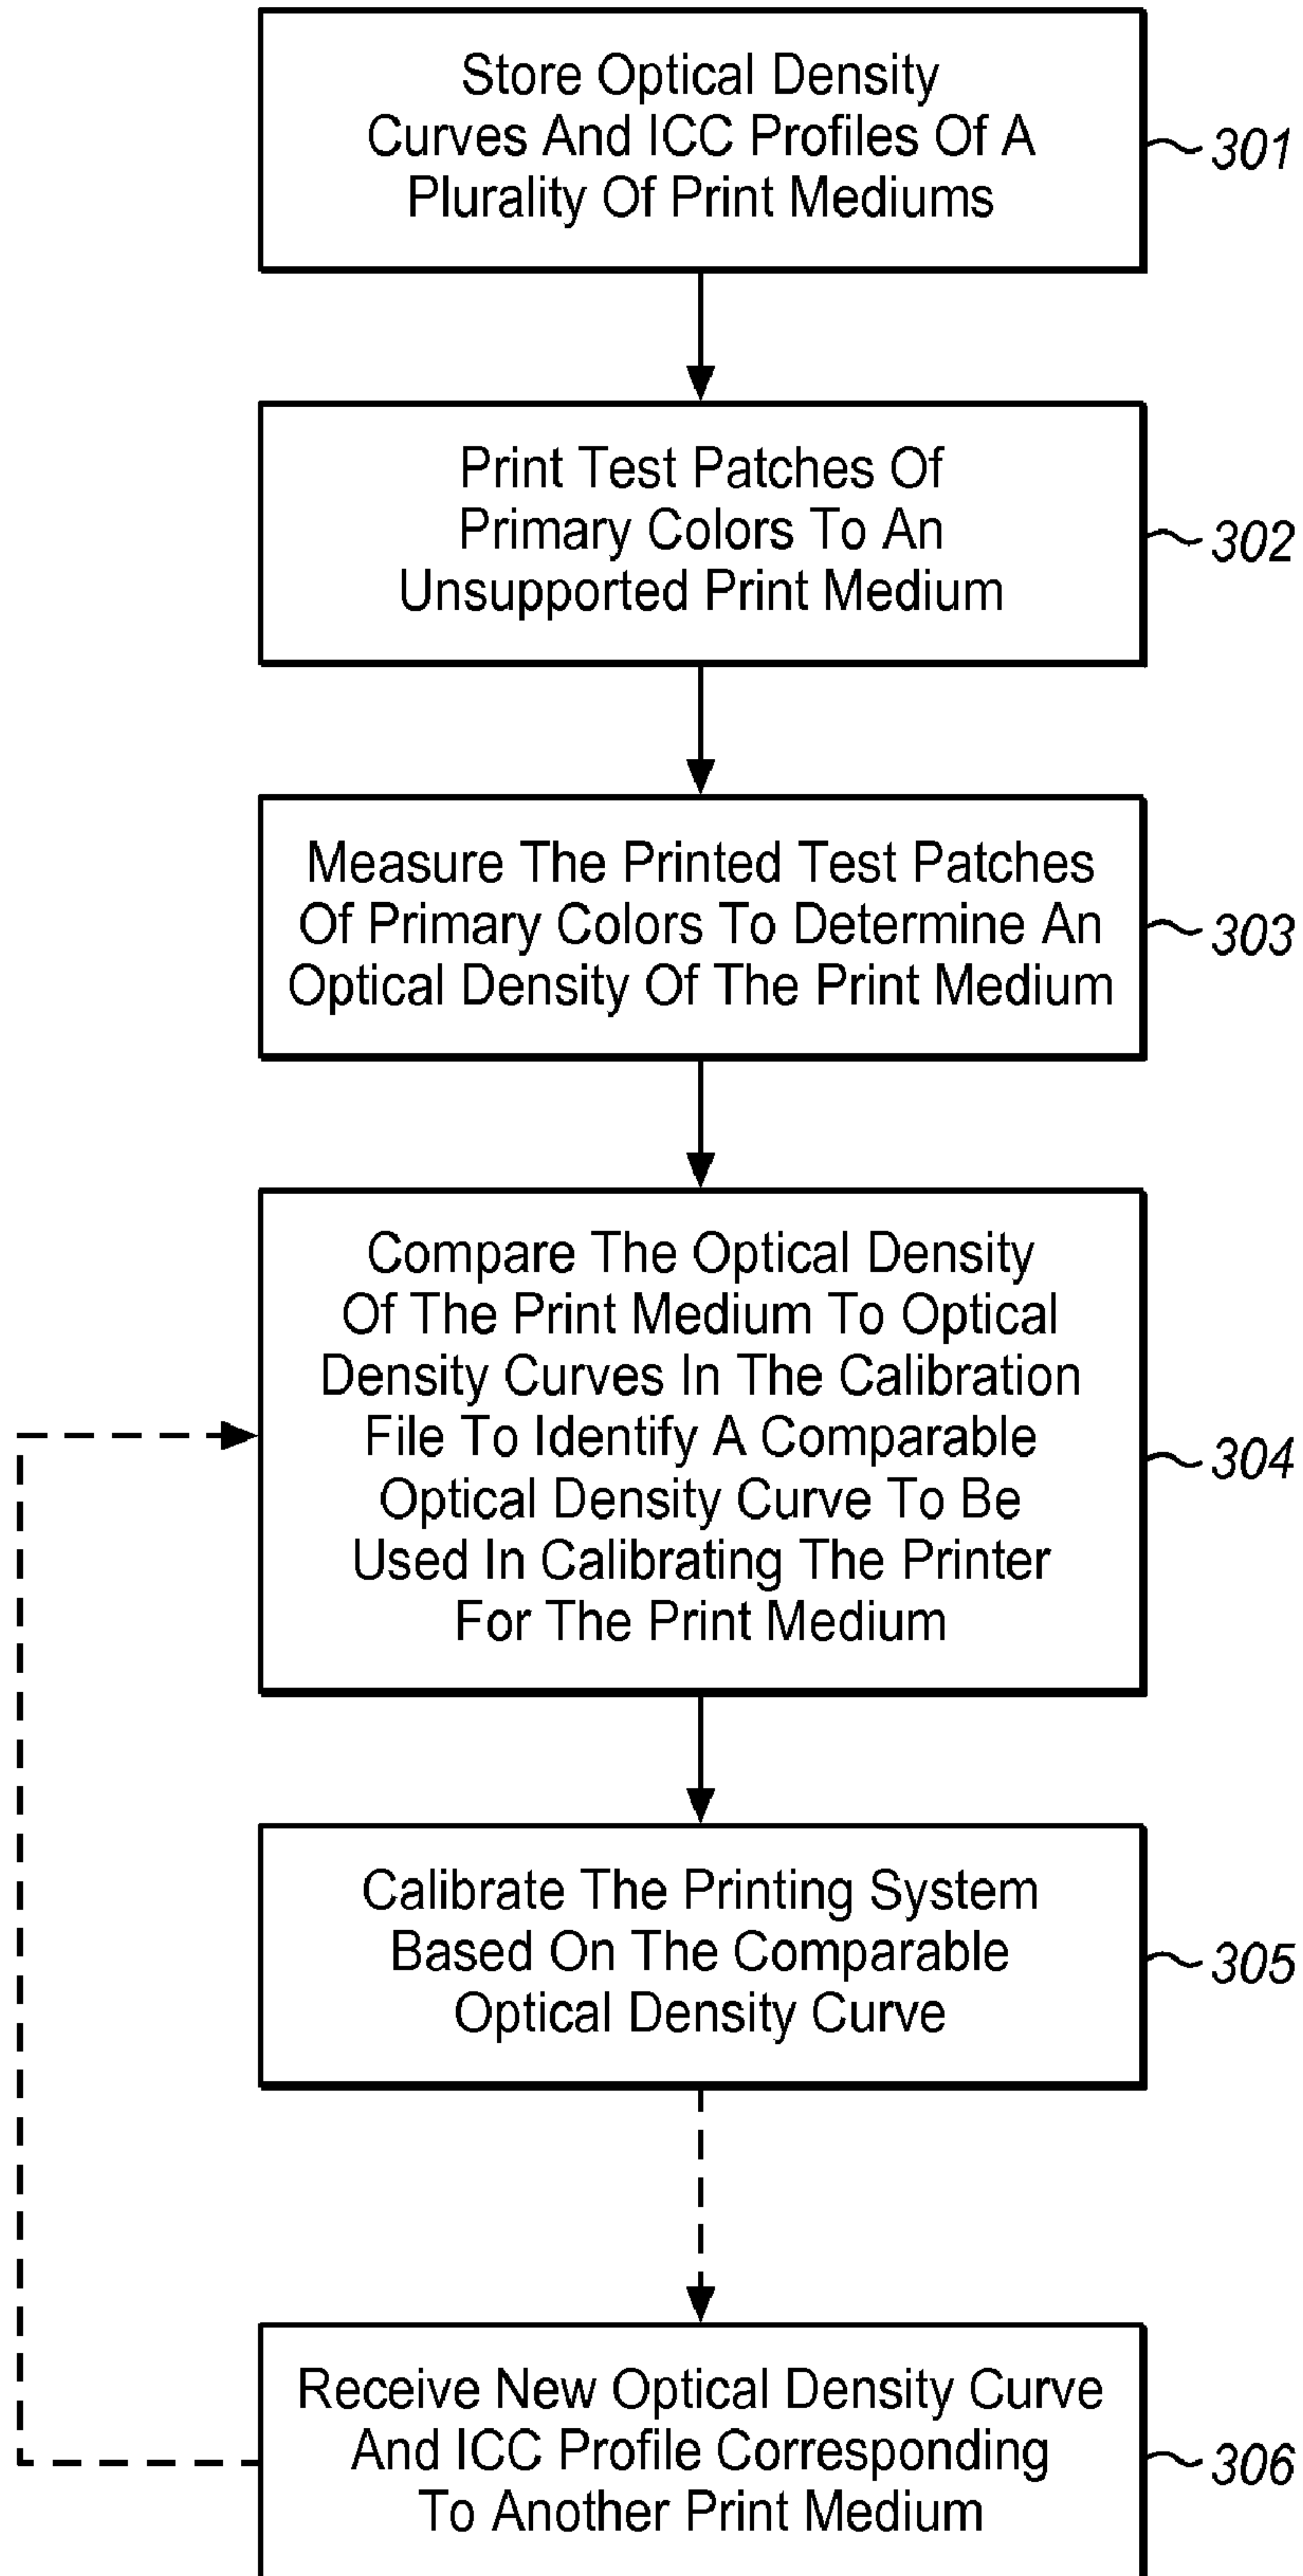 Store Optical Density
Curves And ICC Profiles Of A
Plurality Of Print Mediums
301
Print Test Patches Of
Primary Colors To An
Unsupported Print Medium
302
Measure The Printed Test Patches
Of Primary Colors To Determine An
Optical Density Of The Print Medium
303
Compare The Optical Density
Of The Print Medium To Optical
Density Curves In The Calibration
File To Identify A Comparable
Optical Density Curve To Be
Used In Calibrating The Printer
For The Print Medium
304
Calibrate The Printing System
Based On The Comparable
Optical Density Curve
305
Receive New Optical Density Curve
And ICC Profile Corresponding
To Another Print Medium
306